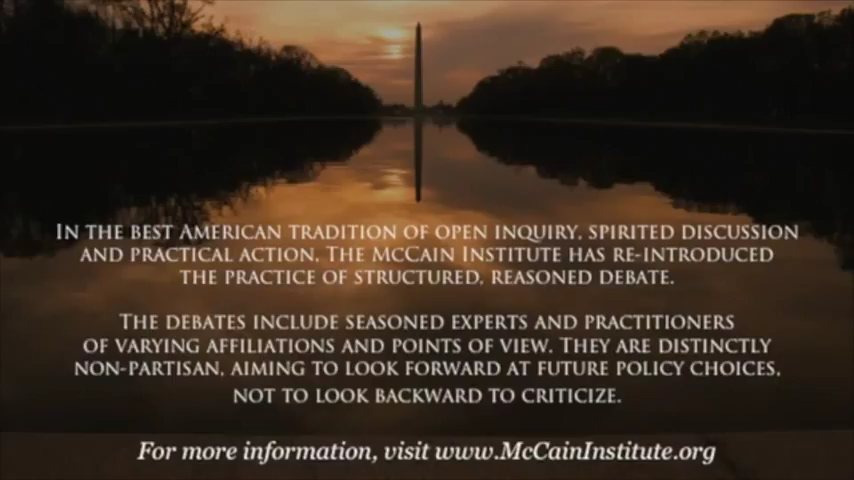 IN THE BEST AMERICAN TRADITION OF OPEN INQUIRY, SPIRITED DISCUSSION
AND PRACTICAL ACTION, THE MCCAIN INSTITUTE HAS RE-INTRODUCED
THE PRACTICE OF STRUCTURED, REASONED DEBATE.
THE DEBATES INCLUDE SEASONED EXPERTS AND PRACTITIONERS
OF VARYING AFFILIATIONS AND POINTS OF VIEW. THEY ARE DISTINCTLY
NON-PARTISAN, AIMING TO LOOK FORWARD AT FUTURE POLICY CHOICES,
NOT TO LOOK BACKWARD TO CRITICIZE.
For more information, visit www.McCainInstitute.org